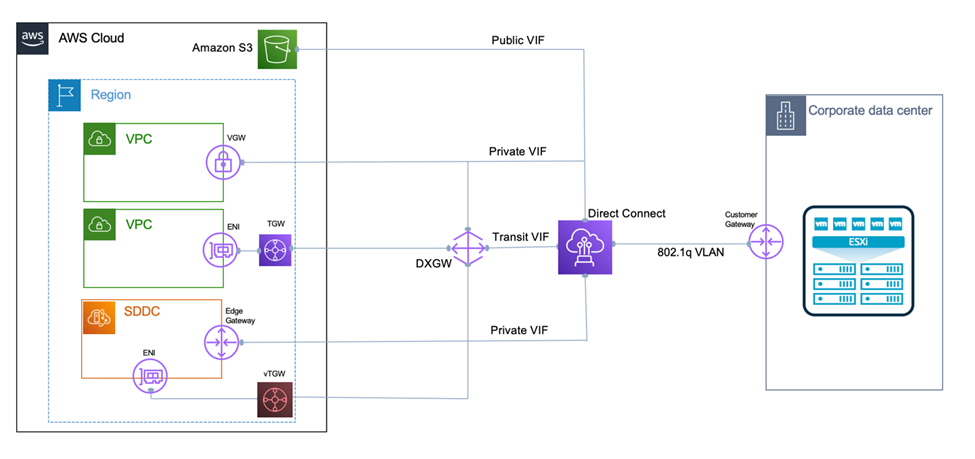 aws
AWS Cloud
Amazon S3
Public VIF
Region
Corporate data center
VPC
VGW
Private VIF
VPC
ENI
TGW
Transit VIF
DXGW
Direct Connect
802.1q VLAN
Customer
Gateway
vm vm vm vm vm
ESXi
SDDC
Edge
Gateway
Private VIF
ENI
vTGW